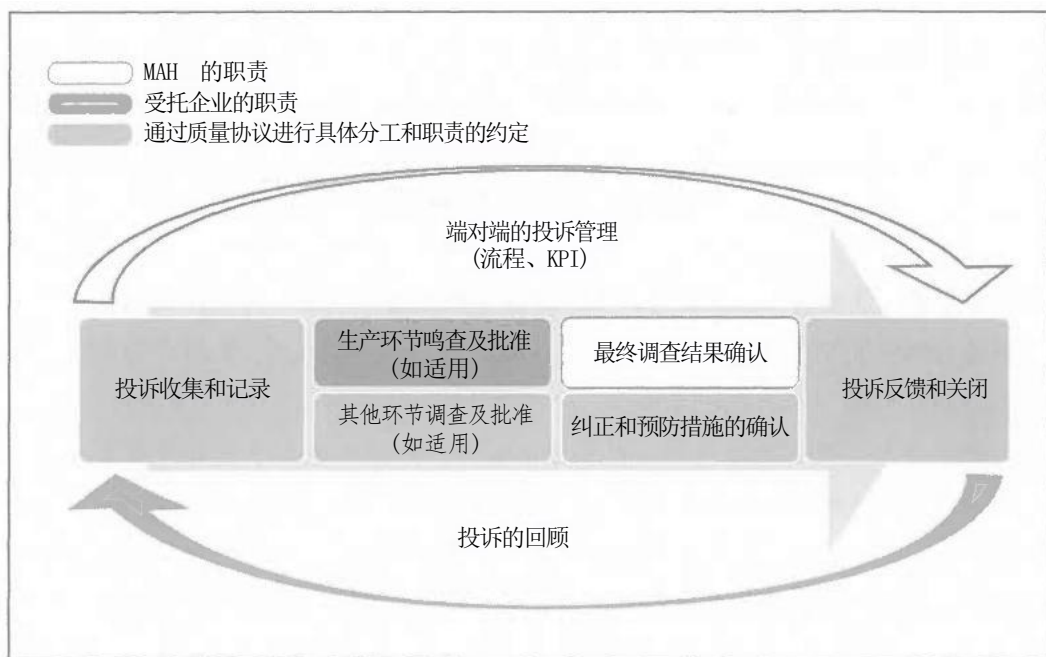 MAH 的职责
受托企业的职责
通过质量协议进行具体分工和职责的约定
端对端的投诉管理
(流程、KPI)
投诉收集和记录
生产环节鸣查及批准
(如适用)
其他环节调查及批准
(如适用)
最终调查结果确认
纠正和预防措施的确认
投诉反馈和关闭
投诉的回顾